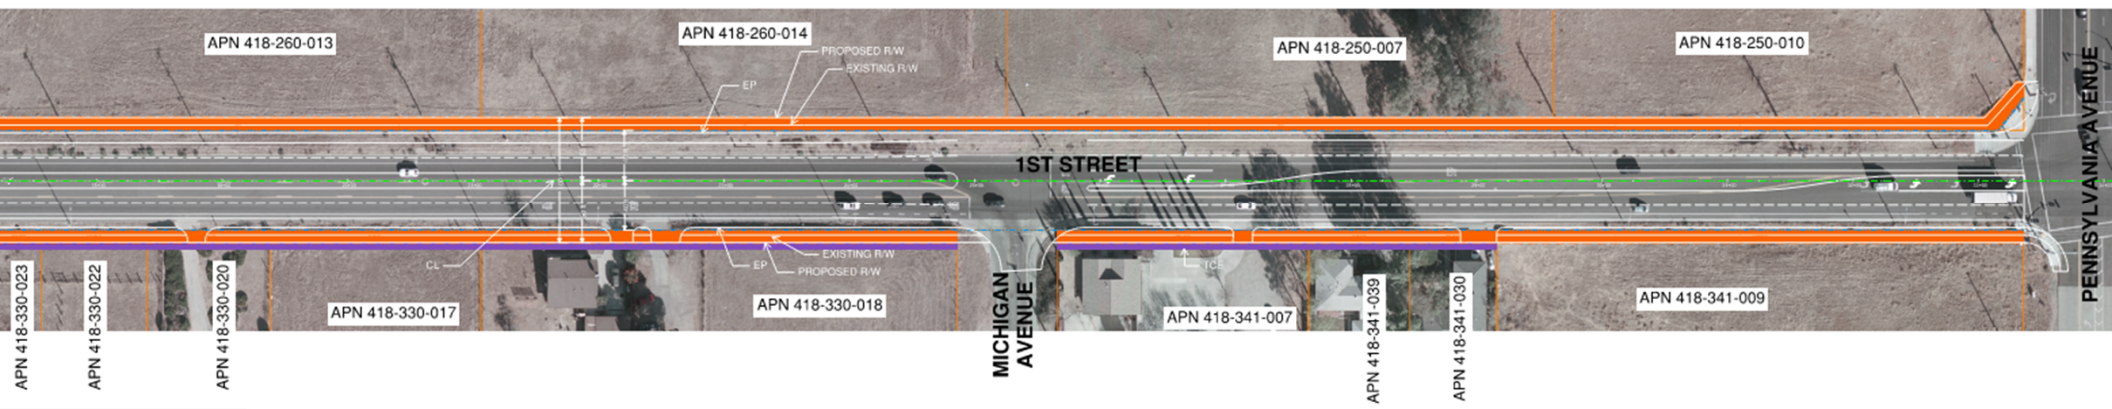 APN 418-260-013
APN 418-260-014
APN 418-250-007
APN 418-250-010
PROPOSED R/W
EXISTING R/W
EP
1ST STREET
PENNSYLVANIA AVENUE
CL
EP
EXISTING R/W
PROPOSED R/W
TCE
MICHIGAN
AVENUE
APN 418-330-023
APN 418-330-022
APN 418-330-020
APN 418-330-017
APN 418-330-018
APN 418-341-007
APN 418-341-039
APN 418-341-030
APN 418-341-009